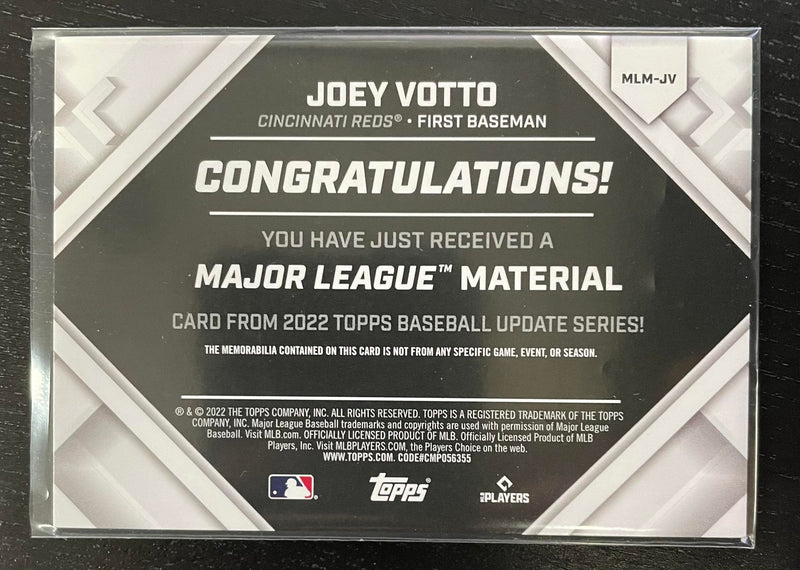 MLM-JV
JOEY VOTTO
CINCINNATI REDS® • FIRST BASEMAN
CONGRATULATIONS!
YOU HAVE JUST RECEIVED A
MAJOR LEAGUE™ MATERIAL
CARD FROM 2022 TOPPS BASEBALL UPDATE SERIES!
THE MEMORABILIA CONTAINED ON THIS CARD IS NOT FROM ANY SPECIFIC GAME, EVENT, OR SEASON.
® & © 2022 THE TOPPS COMPANY, INC. ALL RIGHTS RESERVED. TOPPS IS A REGISTERED TRADEMARK OF THE TOPPS
COMPANY, INC. Major League Baseball trademarks and copyrights are used with permission of Major League
Baseball. Visit MLB.com. OFFICIALLY LICENSED PRODUCT OF MLB. Officially Licensed Product of MLB
Players, Inc. Visit MLBPLAYERS.COM, the Players Choice on the web.
WWW.TOPPS.COM. CODE#CMP056355
Topps®
MLB PLAYERS